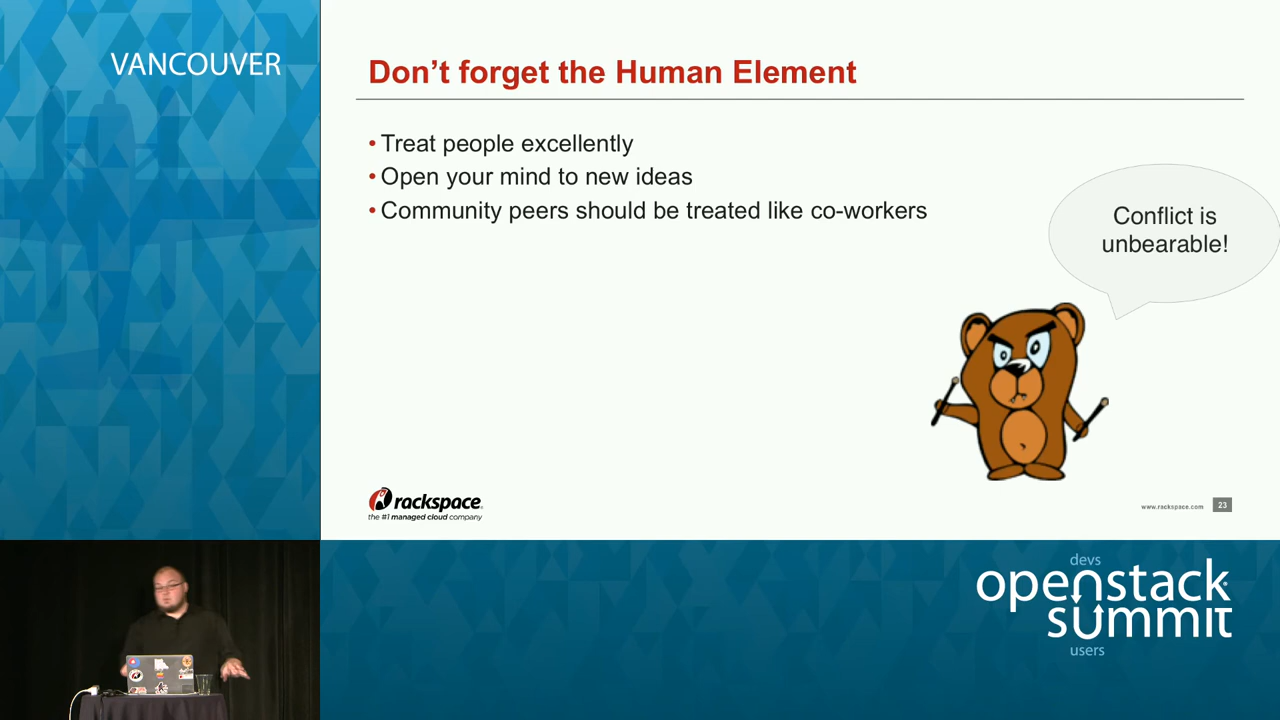 VANCOUVER
Don’t forget the Human Element
• Treat people excellently
• Open your mind to new ideas
• Community peers should be treated like co-workers
Conflict is
unbearable!
rackspace
the #1 managed cloud company
www.rackspace.com
23
devs
openstack
summit
users